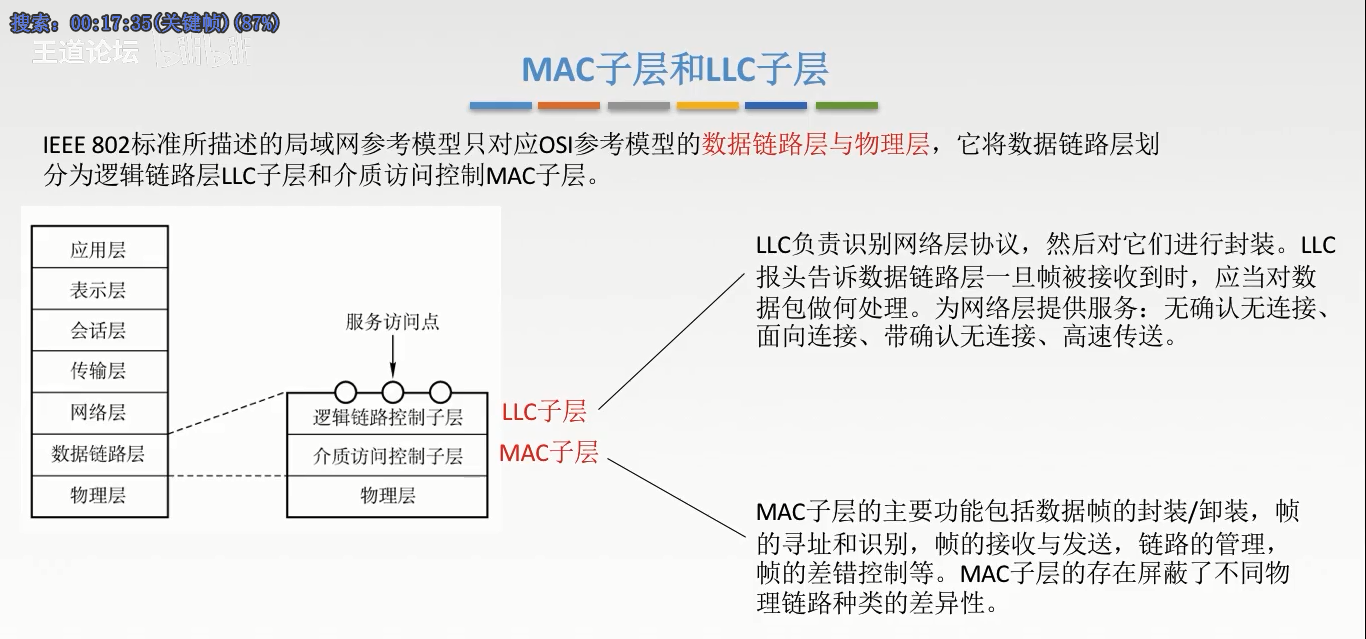 搜索: 00:17:35(关键帧)(87%)
王道论坛 bilibili
MAC子层和LLC子层
IEEE 802标准所描述的局域网参考模型只对应OSI参考模型的数据链路层与物理层，它将数据链路层划
分为逻辑链路层LLC子层和介质访问控制MAC子层。
应用层
表示层
会话层
传输层
网络层
数据链路层
物理层
服务访问点
逻辑链路控制子层
介质访问控制子层
物理层
LLC子层
MAC子层
LLC负责识别网络层协议，然后对它们进行封装。LLC
报头告诉数据链路层一旦帧被接收到时，应当对数
据包做何处理。为网络层提供服务：无确认无连接、
面向连接、带确认无连接、高速传送。
MAC子层的主要功能包括数据帧的封装/卸装，帧
的寻址和识别，帧的接收与发送，链路的管理，
帧的差错控制等。MAC子层的存在屏蔽了不同物
理链路种类的差异性。